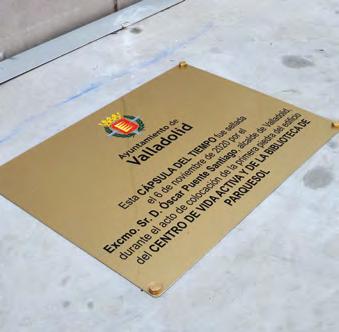 Ayuntamiento de
Valladolid
Esta CÁPSULA DEL TIEMPO fue sellada
el 6 de noviembre de 2020 por el
Excmo. Sr. D. Óscar Puente Santiago, alcalde de Valladolid,
durante el acto de colocación de la primera piedra del edificio
del CENTRO DE VIDA ACTIVA Y DE LA BIBLIOTECA DE
PARQUESOL